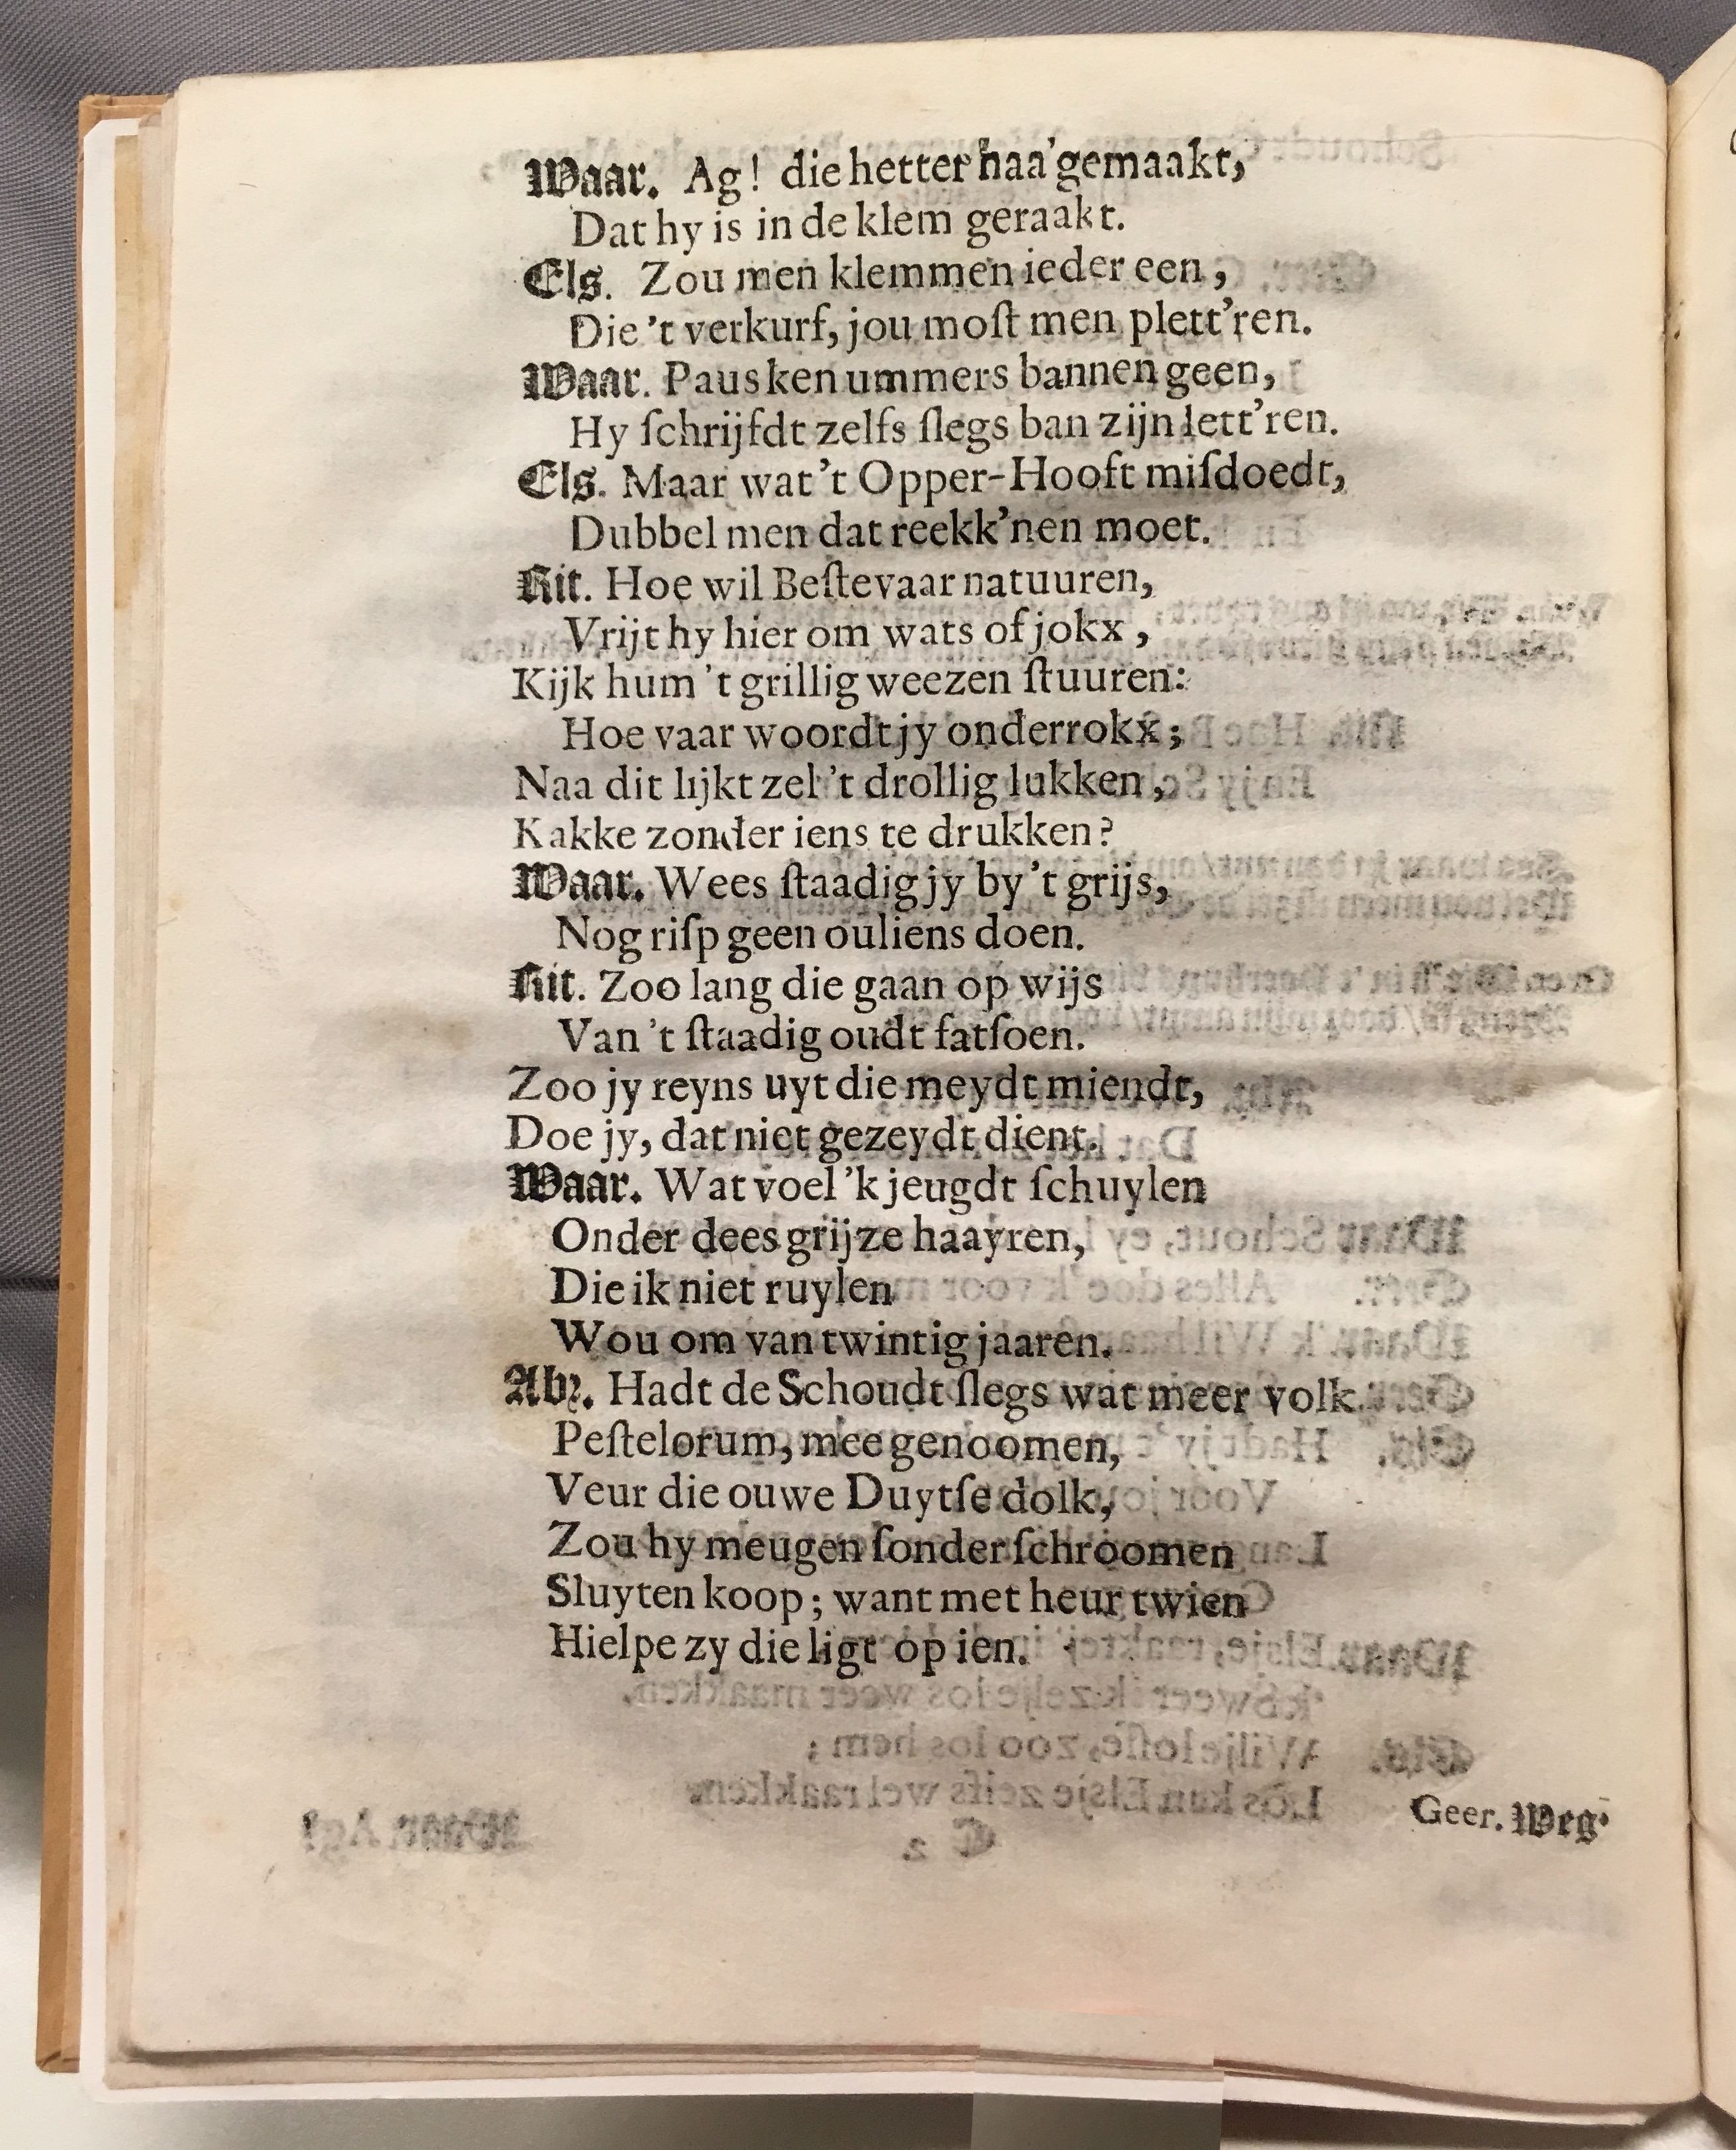 Waar. Ag! die hetter haa'gemaakt,
Dat hy is in de klem geraakt.
Els. Zou men klemmen ieder een,
Die 't verkurf, jou moſt men plett'ren.
Waar. Paus ken ummers bannen geen,
Hy ſchrijfdt zelfs ſlegs ban zijn lett'ren.
Els. Maar wat 't Opper-Hooft miſdoedt,
Dubbel men dat reekk'nen moet.
Kit. Hoe wil Beſtevaar natuuren,
Vrijt hy hier om wats of jokx,
Kijk hum 't grillig weezen ſtuuren:
Hoe vaar woordt jy onderrokx;
Naa dit lijkt zel 't drollig lukken,
Kakke zonder iens te drukken?
Waar. Wees ſtaadig jy by 't grijs,
Nog riſp geen ouliens doen.
Kit. Zoo lang die gaan op wijs
Van 't ſtaadig oudt fatſoen.
Zoo jy reyns uyt die meydt miendt,
Doe jy, dat niet gezeydt dient.
Waar. Wat voel 'k jeugdt ſchuylen
Onder dees grijze haayren,
Die ik niet ruylen
Wou om van twintig jaaren.
Abr. Hadt de Schoudt ſlegs wat meer volk
Peſtelorum, mee genoomen,
Veur die ouwe Duytſe dolk,
Zou hy meugen ſonder ſchroomen
Sluyten koop; want met heur twien
Hielpe zy die ligt op ien.
Geer. Weg